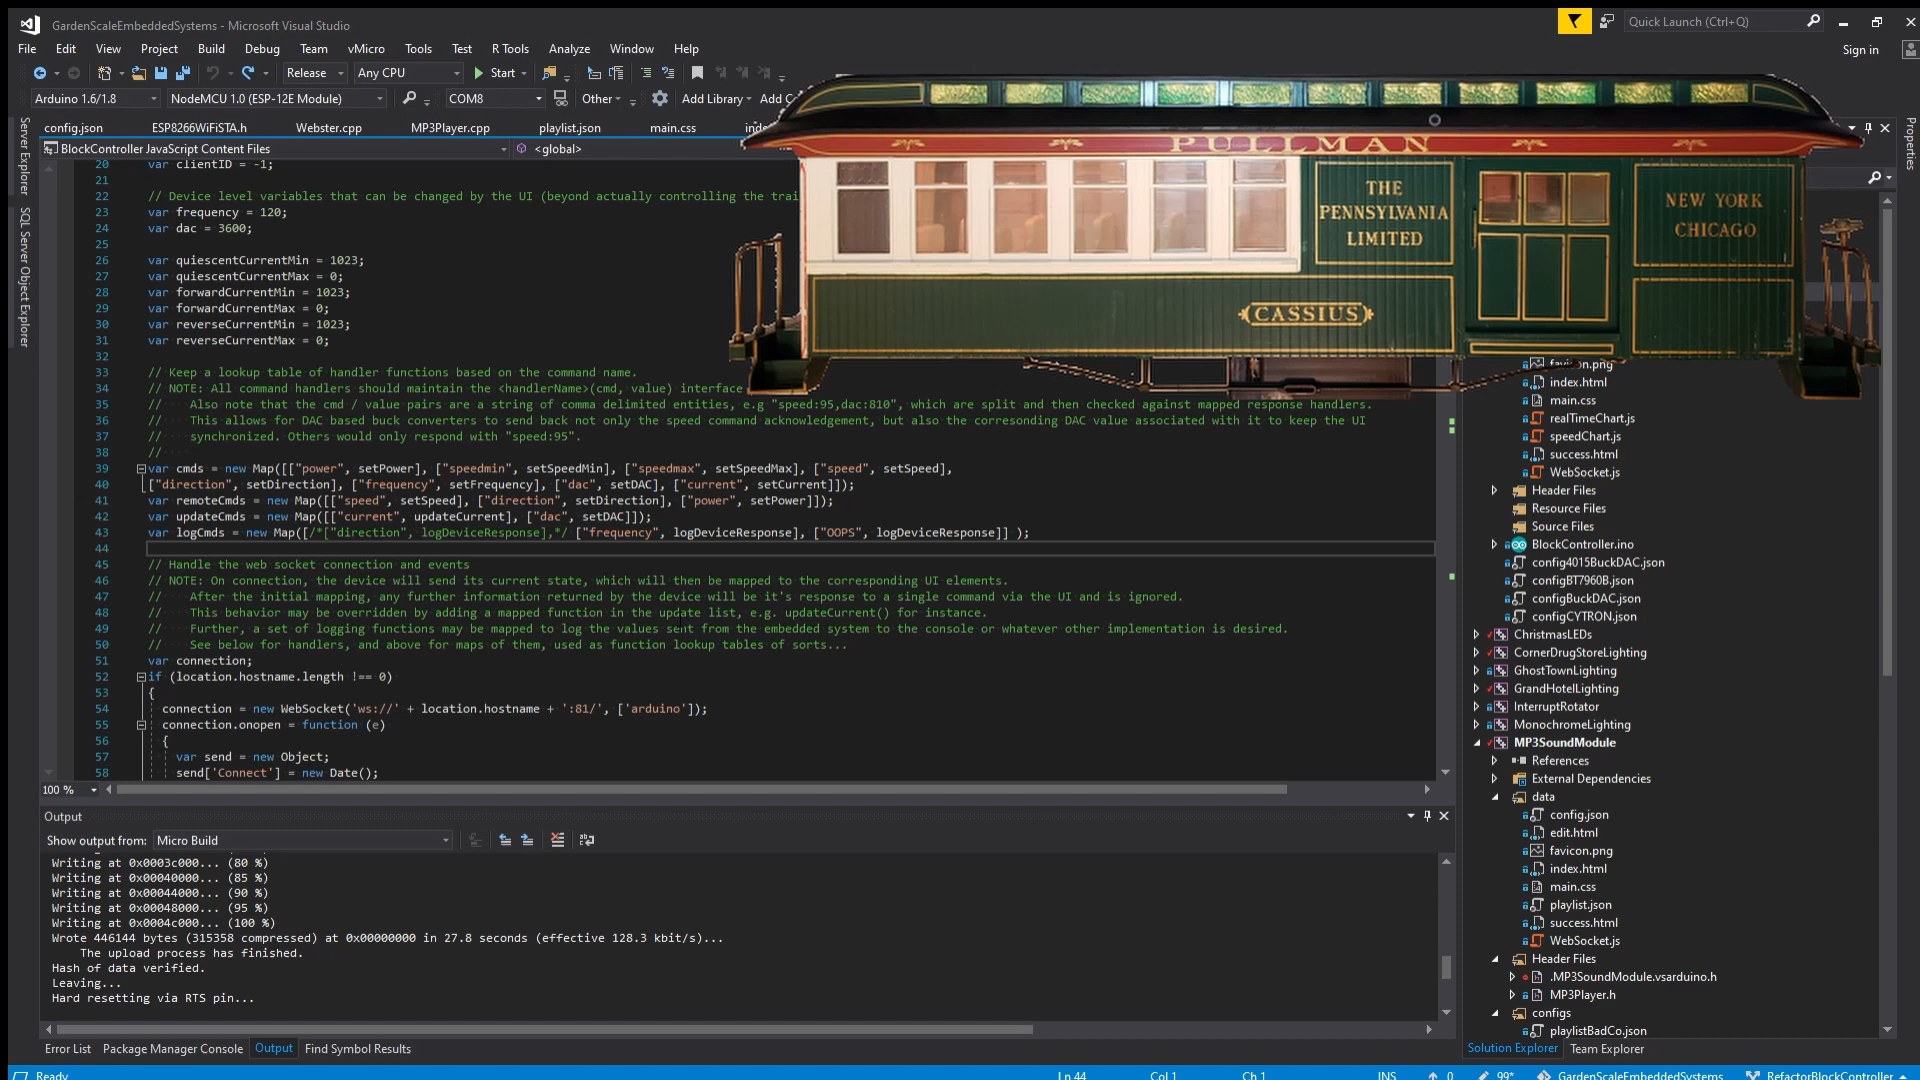 GardenScaleEmbeddedSystems - Microsoft Visual Studio
Quick Launch (Ctrl+Q)
File Edit View Project Build Debug Team vMicro Tools Test R Tools Analyze Window Help
Sign in
Release Any CPU Start
Arduino 1.6/1.8 NodeMCU 1.0 (ESP-12E Module) COM8 Other Add Library Add
config.json ESP8266WiFiSTA.h Webster.cpp MP3Player.cpp playlist.json main.css
BlockController JavaScript Content Files <global>
Server Explorer
SQL Server Object Explorer
Properties
PULLMAN
THE
PENNSYLVANIA
LIMITED
NEW YORK
CHICAGO
CASSIUS
20 var clientID = -1;
21
22 // Device level variables that can be changed by the UI (beyond actually controlling the trai
23 var frequency = 120;
24 var dac = 3600;
25
26 var quiescentCurrentMin = 1023;
27 var quiescentCurrentMax = 0;
28 var forwardCurrentMin = 1023;
29 var forwardCurrentMax = 0;
30 var reverseCurrentMin = 1023;
31 var reverseCurrentMax = 0;
32
33 // Keep a lookup table of handler functions based on the command name.
34 // NOTE: All command handlers should maintain the <handlerName>(cmd, value) interface
35 // Also note that the cmd / value pairs are a string of comma delimited entities, e.g "speed:95,dac:810", which are split and then checked against mapped response handlers.
36 // This allows for DAC based buck converters to send back not only the speed command acknowledgement, but also the corresonding DAC value associated with it to keep the UI
37 // synchronized. Others would only respond with "speed:95".
38 //
39 var cmds = new Map([["power", setPower], ["speedmin", setSpeedMin], ["speedmax", setSpeedMax], ["speed", setSpeed],
40 ["direction", setDirection], ["frequency", setFrequency], ["dac", setDAC], ["current", setCurrent]]);
41 var remoteCmds = new Map([["speed", setSpeed], ["direction", setDirection], ["power", setPower]]);
42 var updateCmds = new Map([["current", updateCurrent], ["dac", setDAC]]);
43 var logCmds = new Map([/*["direction", logDeviceResponse],*/ ["frequency", logDeviceResponse], ["OOPS", logDeviceResponse]] );
44
45 // Handle the web socket connection and events
46 // NOTE: On connection, the device will send its current state, which will then be mapped to the corresponding UI elements.
47 // After the initial mapping, any further information returned by the device will be it's response to a single command via the UI and is ignored.
48 // This behavior may be overridden by adding a mapped function in the update list, e.g. updateCurrent() for instance.
49 // Further, a set of logging functions may be mapped to log the values sent from the embedded system to the console or whatever other implementation is desired.
50 // See below for handlers, and above for maps of them, used as function lookup tables of sorts...
51 var connection;
52 if (location.hostname.length !== 0)
53 {
54 connection = new WebSocket('ws://' + location.hostname + ':81/', ['arduino']);
55 connection.onopen = function (e)
56 {
57 var send = new Object;
58 send['Connect'] = new Date();
100 %
Output
Show output from: Micro Build
Writing at 0x0003c000... (80 %)
Writing at 0x00040000... (85 %)
Writing at 0x00044000... (90 %)
Writing at 0x00048000... (95 %)
Writing at 0x0004c000... (100 %)
Wrote 446144 bytes (315358 compressed) at 0x00000000 in 27.8 seconds (effective 128.3 kbit/s)...
The upload process has finished.
Hash of data verified.
Leaving...
Hard resetting via RTS pin...
Error List Package Manager Console Output Find Symbol Results
favicon.png
index.html
main.css
realTimeChart.js
speedChart.js
success.html
WebSocket.js
Header Files
Resource Files
Source Files
BlockController.ino
config4015BuckDAC.json
configBT7960B.json
configBuckDAC.json
configCYTRON.json
ChristmasLEDs
CornerDrugStoreLighting
GhostTownLighting
GrandHotelLighting
InterruptRotator
MonochromeLighting
MP3SoundModule
References
External Dependencies
data
config.json
edit.html
favicon.png
index.html
main.css
playlist.json
success.html
WebSocket.js
Header Files
.MP3SoundModule.vsarduino.h
MP3Player.h
configs
playlistBadCo.json
Solution Explorer Team Explorer
Ready Ln 44 Col 1 Ch 1 INS 0 99* GardenScaleEmbeddedSystems RefactorBlockController